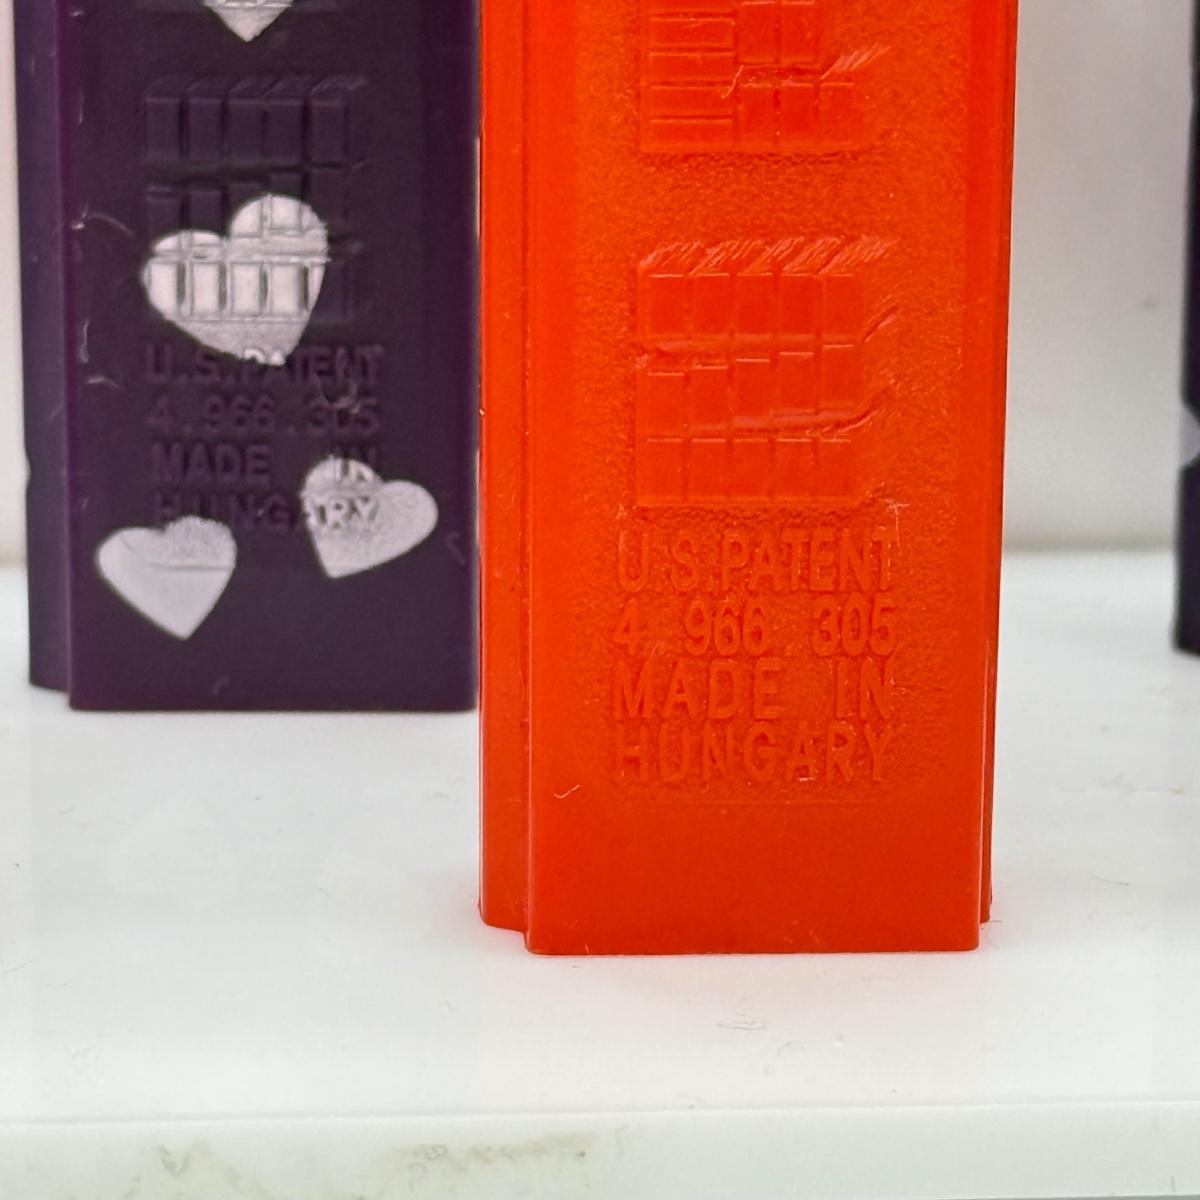 U.S.PATENT
4.966.305
MADE IN
HUNGARY
U.S.PATENT
4.966.305
MADE IN
HUNGARY